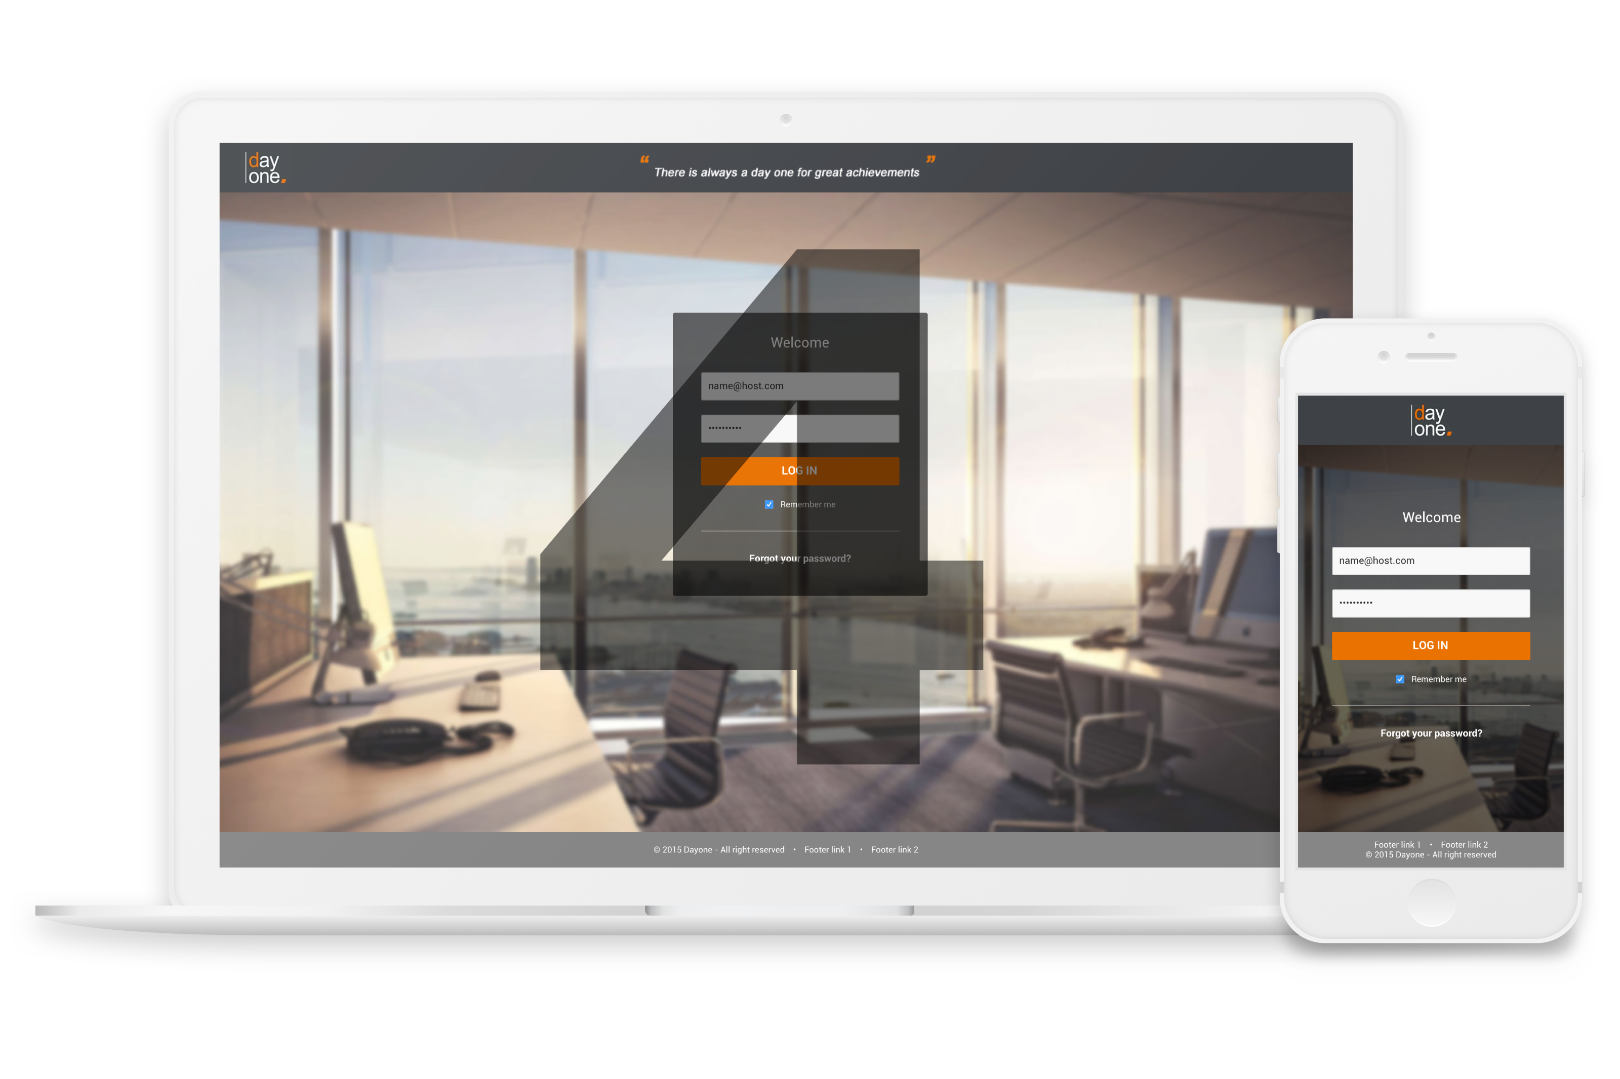 day
one.
“ There is always a day one for great achievements ”
4
Welcome
name@host.com
••••••••••
LOG IN
Remember me
Forgot your password?
© 2015 Dayone - All right reserved • Footer link 1 • Footer link 2
day
one.
Welcome
name@host.com
••••••••••
LOG IN
Remember me
Forgot your password?
Footer link 1 • Footer link 2
© 2015 Dayone - All right reserved